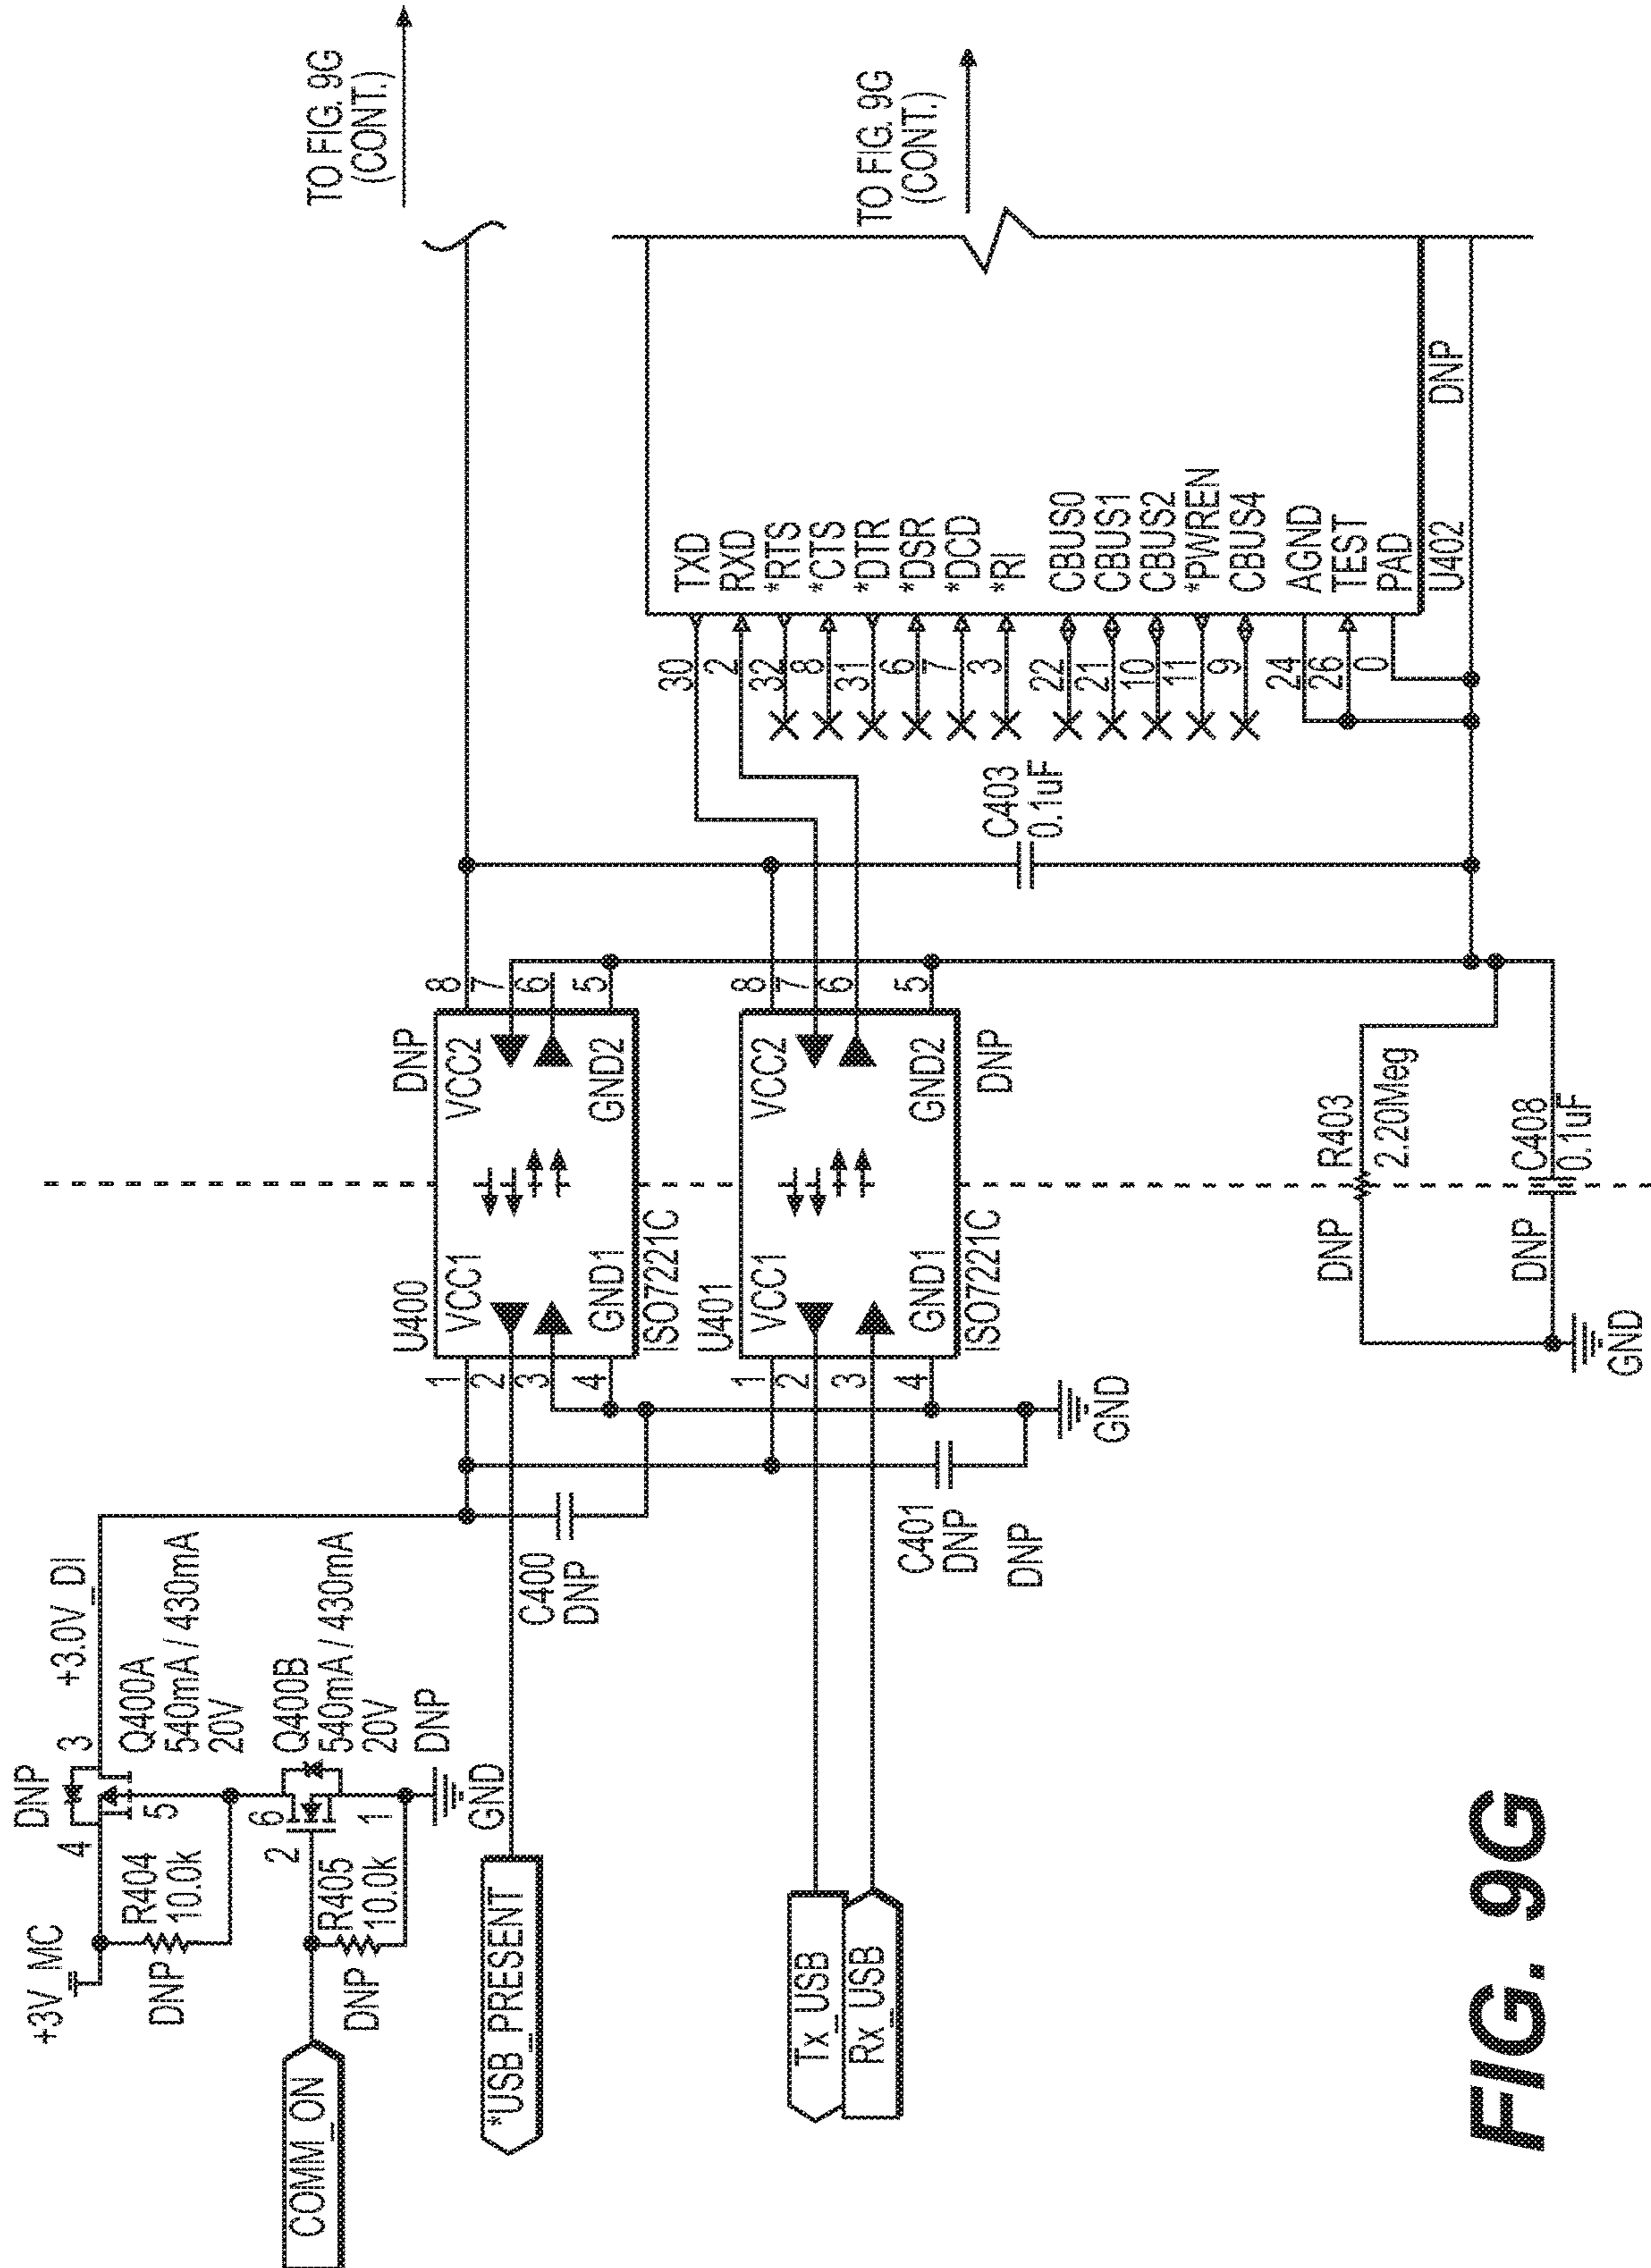 TO FIG. 9G
(CONT.)
TO FIG. 9G
(CONT.)
+3V_MC
R404
10.0k
DNP
DNP
4
3
5
+3.0V_DI
Q400A
540mA / 430mA
20V
6
2
1
Q400B
540mA / 430mA
20V
DNP
R405
10.0k
DNP
GND
COMM_ON
*USB_PRESENT
C400
DNP
U400
DNP
1
2
3
4
VCC1
GND1
VCC2
GND2
8
7
6
5
ISO7221C
Tx_USB
Rx_USB
C401
DNP
DNP
U401
1
2
3
4
VCC1
GND1
VCC2
GND2
8
7
6
5
ISO7221C
DNP
GND
C403
0.1uF
30
TXD
2
RXD
32
*RTS
8
*CTS
31
*DTR
6
*DSR
7
*DCD
3
*RI
22
CBUS0
21
CBUS1
10
CBUS2
11
*PWREN
9
CBUS4
24
AGND
26
TEST
0
PAD
U402
DNP
DNP
R403
2.20Meg
DNP
C408
0.1uF
GND
FIG. 9G